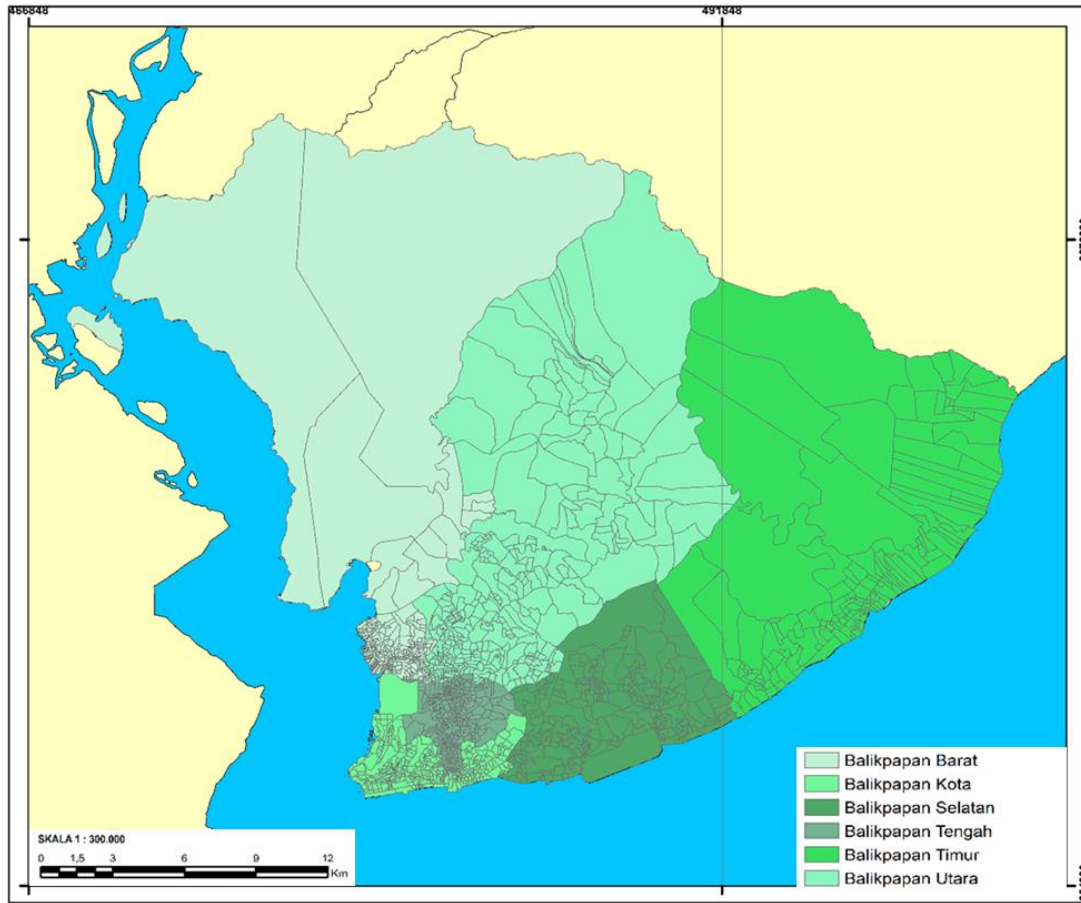 466848
491848
Balikpapan Barat
Balikpapan Kota
Balikpapan Selatan
Balikpapan Tengah
Balikpapan Timur
Balikpapan Utara
SKALA 1 : 300.000
0 1,5 3 6 9 12
Km